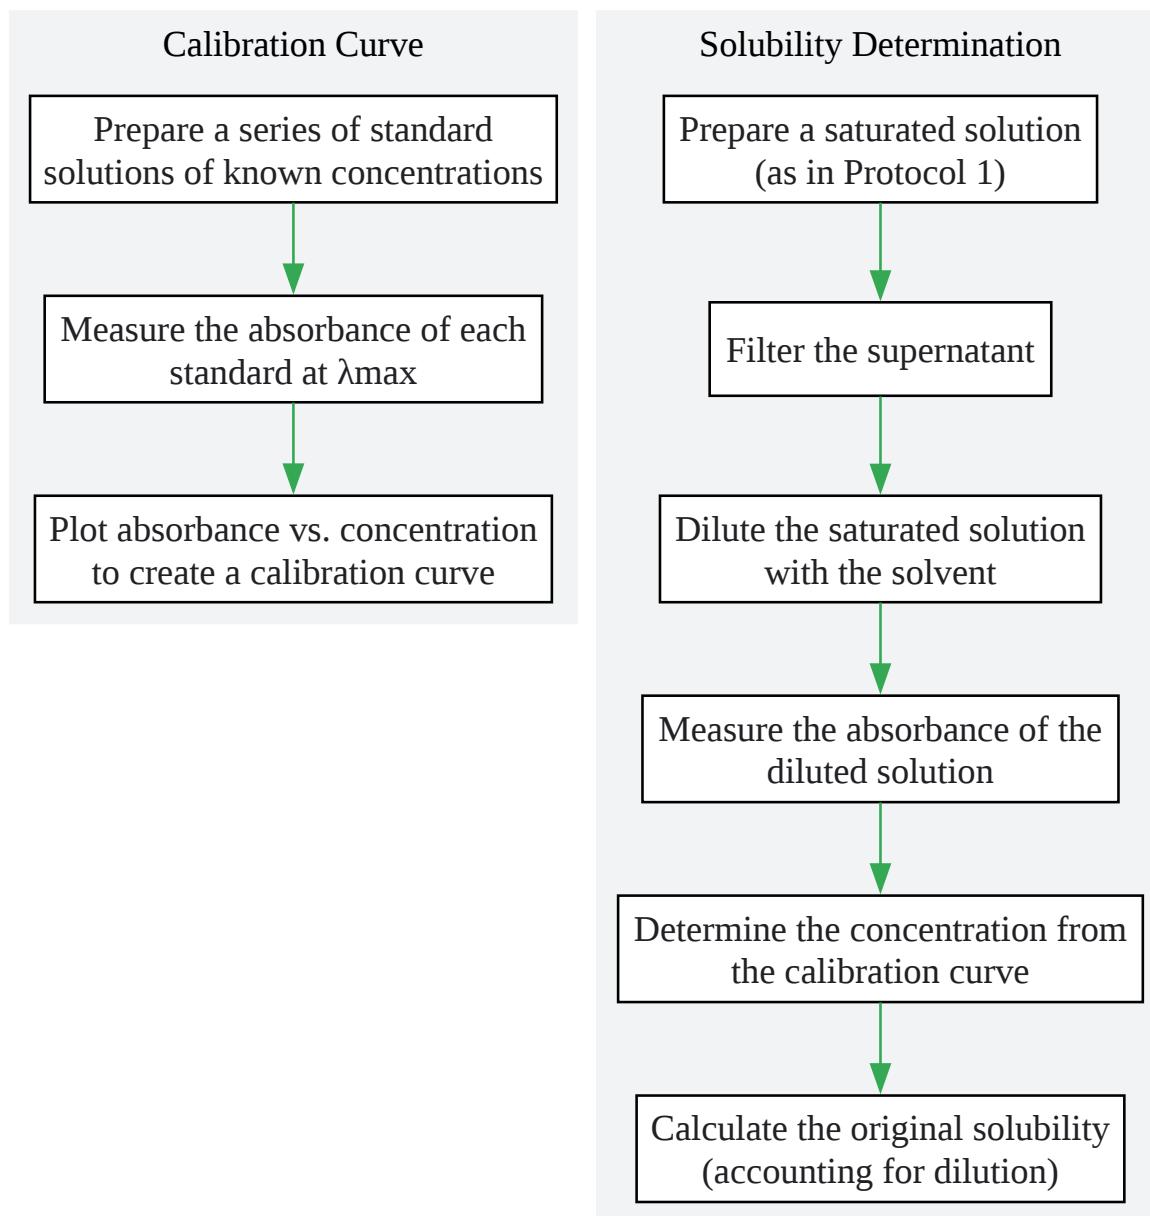 Calibration Curve
Prepare a series of standard
solutions of known concentrations
Measure the absorbance of each
standard at λmax
Plot absorbance vs. concentration
to create a calibration curve
Solubility Determination
Prepare a saturated solution
(as in Protocol 1)
Filter the supernatant
Dilute the saturated solution
with the solvent
Measure the absorbance of the
diluted solution
Determine the concentration from
the calibration curve
Calculate the original solubility
(accounting for dilution)